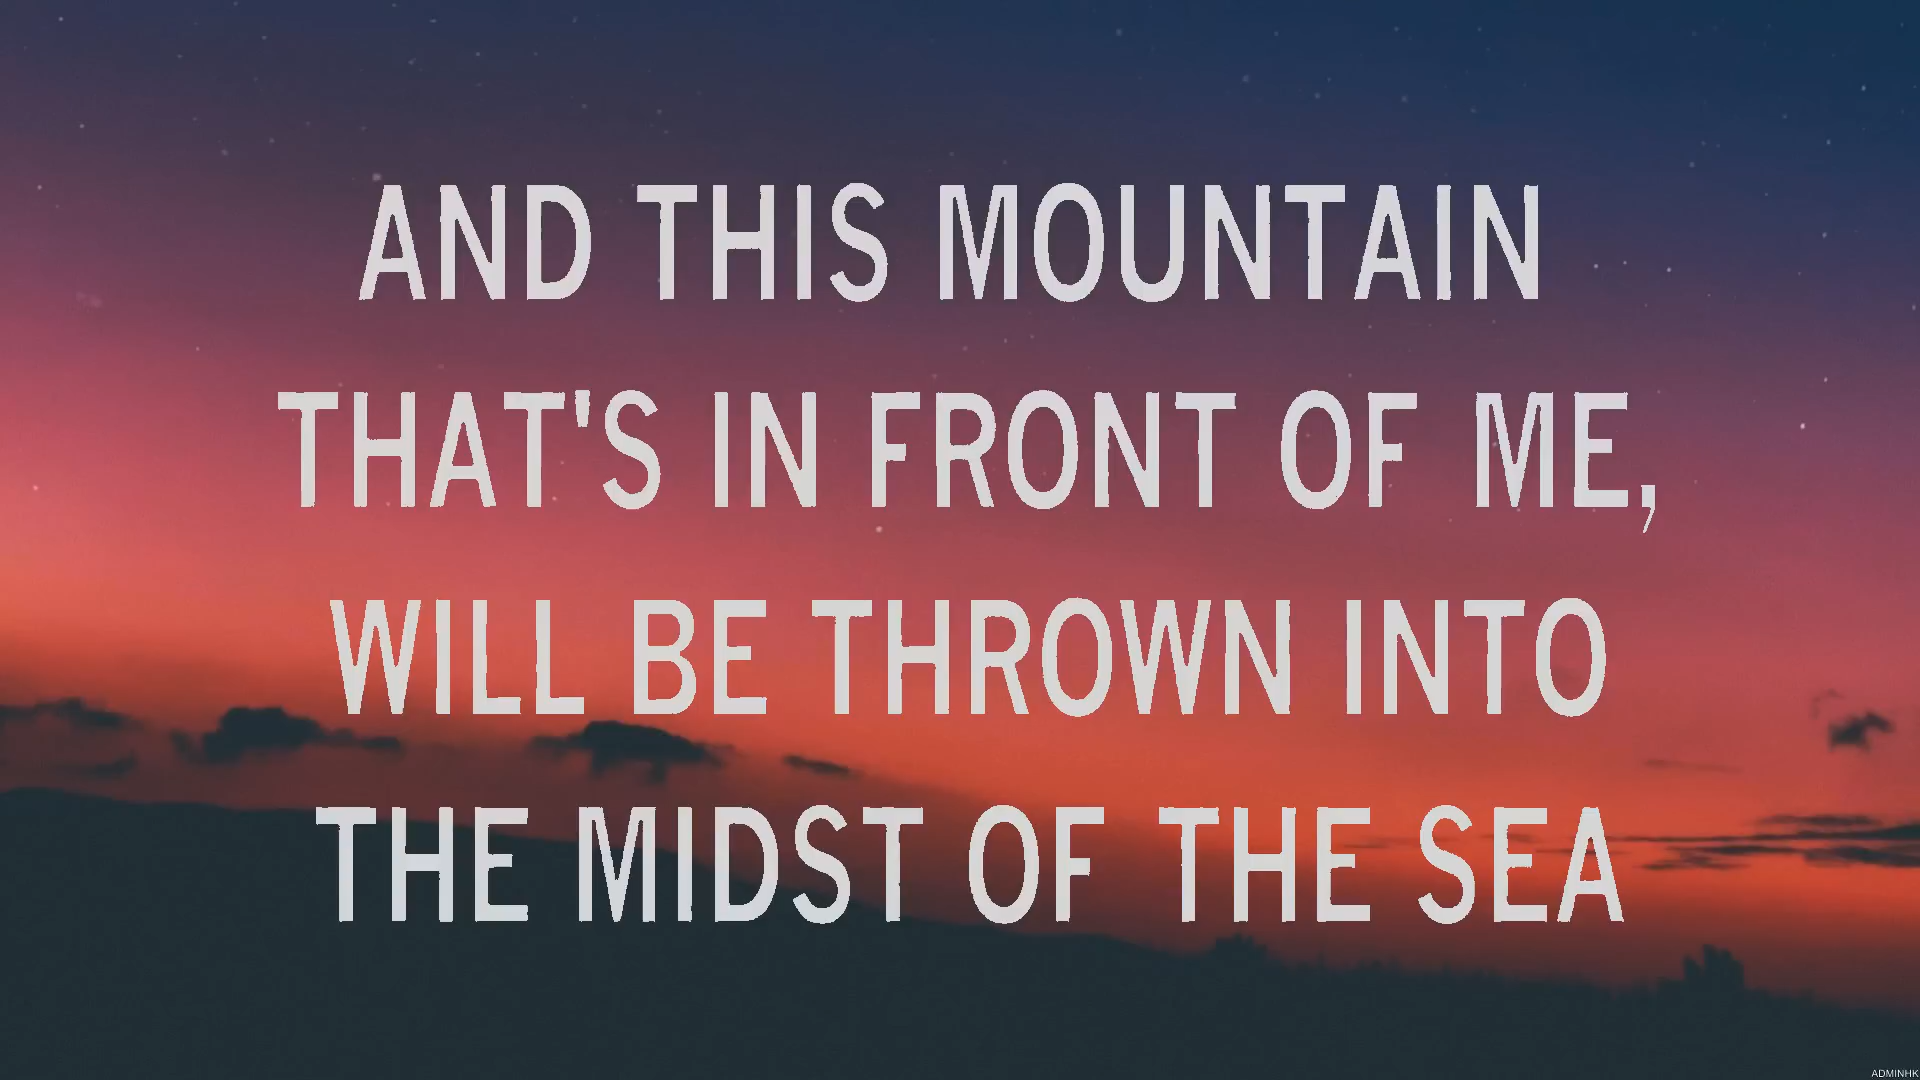 AND THIS MOUNTAIN
THAT'S IN FRONT OF ME,
WILL BE THROWN INTO
THE MIDST OF THE SEA
ADMINHK